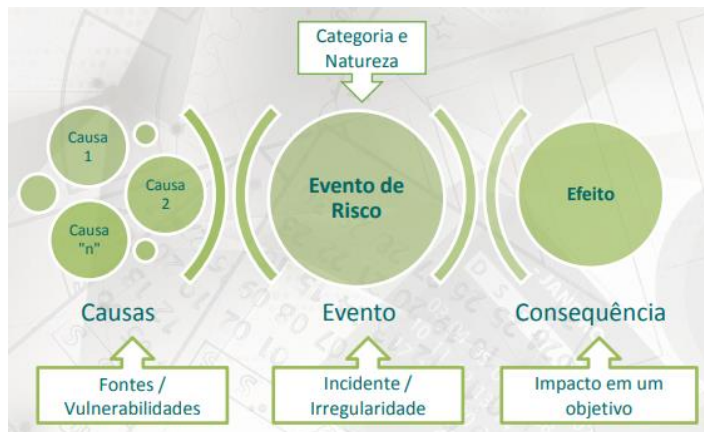 Categoria e
Natureza
Causa
1
Causa
2
Causa
"n"
Evento de
Risco
Efeito
Causas
Evento
Consequência
Fontes /
Vulnerabilidades
Incidente /
Irregularidade
Impacto em um
objetivo